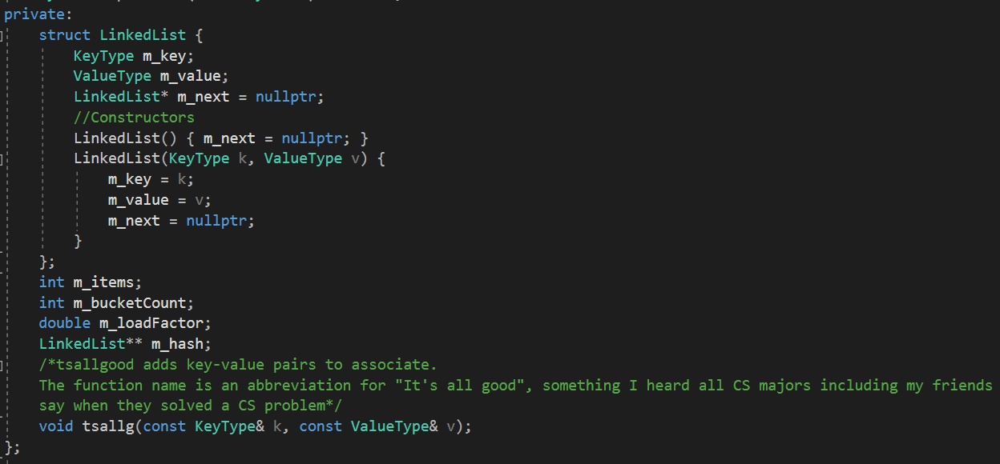 private:
struct LinkedList {
KeyType m_key;
ValueType m_value;
LinkedList* m_next = nullptr;
//Constructors
LinkedList() { m_next = nullptr; }
LinkedList(KeyType k, ValueType v) {
m_key = k;
m_value = v;
m_next = nullptr;
}
};
int m_items;
int m_bucketCount;
double m_loadFactor;
LinkedList** m_hash;
/*tsallgood adds key-value pairs to associate.
The function name is an abbreviation for "It's all good", something I heard all CS majors including my friends
say when they solved a CS problem*/
void tsallg(const KeyType& k, const ValueType& v);
};